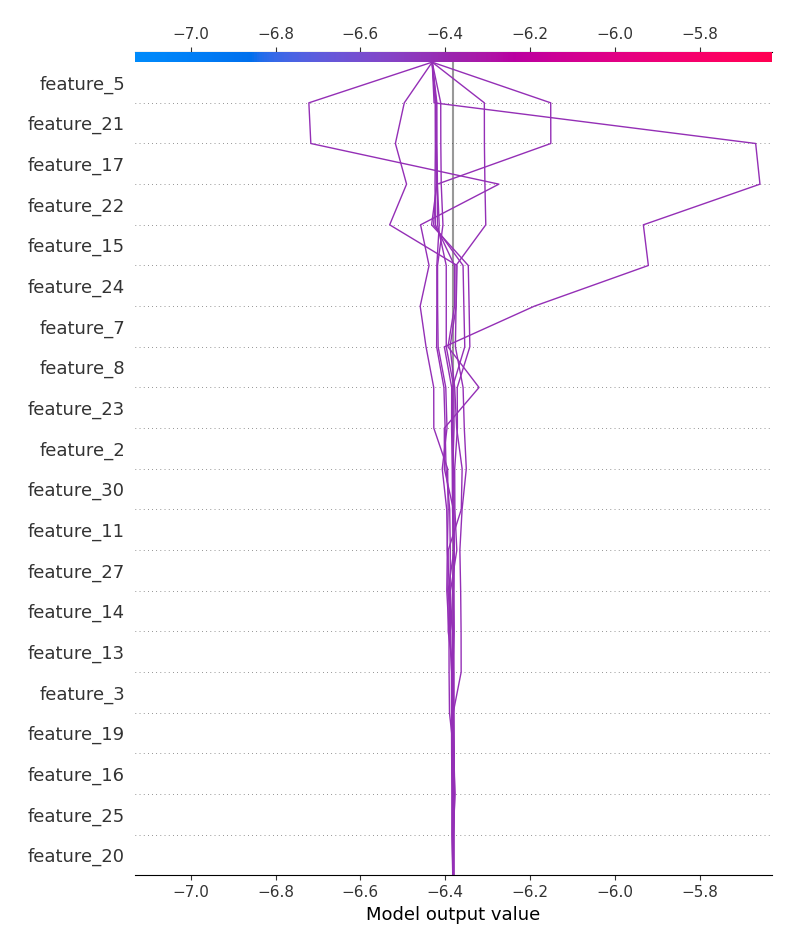 −7.0 −6.8 −6.6 −6.4 −6.2 −6.0 −5.8
feature_5
feature_21
feature_17
feature_22
feature_15
feature_24
feature_7
feature_8
feature_23
feature_2
feature_30
feature_11
feature_27
feature_14
feature_13
feature_3
feature_19
feature_16
feature_25
feature_20
−7.0 −6.8 −6.6 −6.4 −6.2 −6.0 −5.8
Model output value